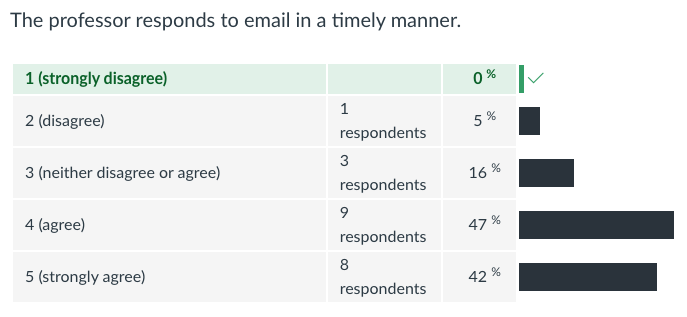 The professor responds to email in a timely manner.
1 (strongly disagree) 0 %
2 (disagree) 1 respondents 5 %
3 (neither disagree or agree) 3 respondents 16 %
4 (agree) 9 respondents 47 %
5 (strongly agree) 8 respondents 42 %